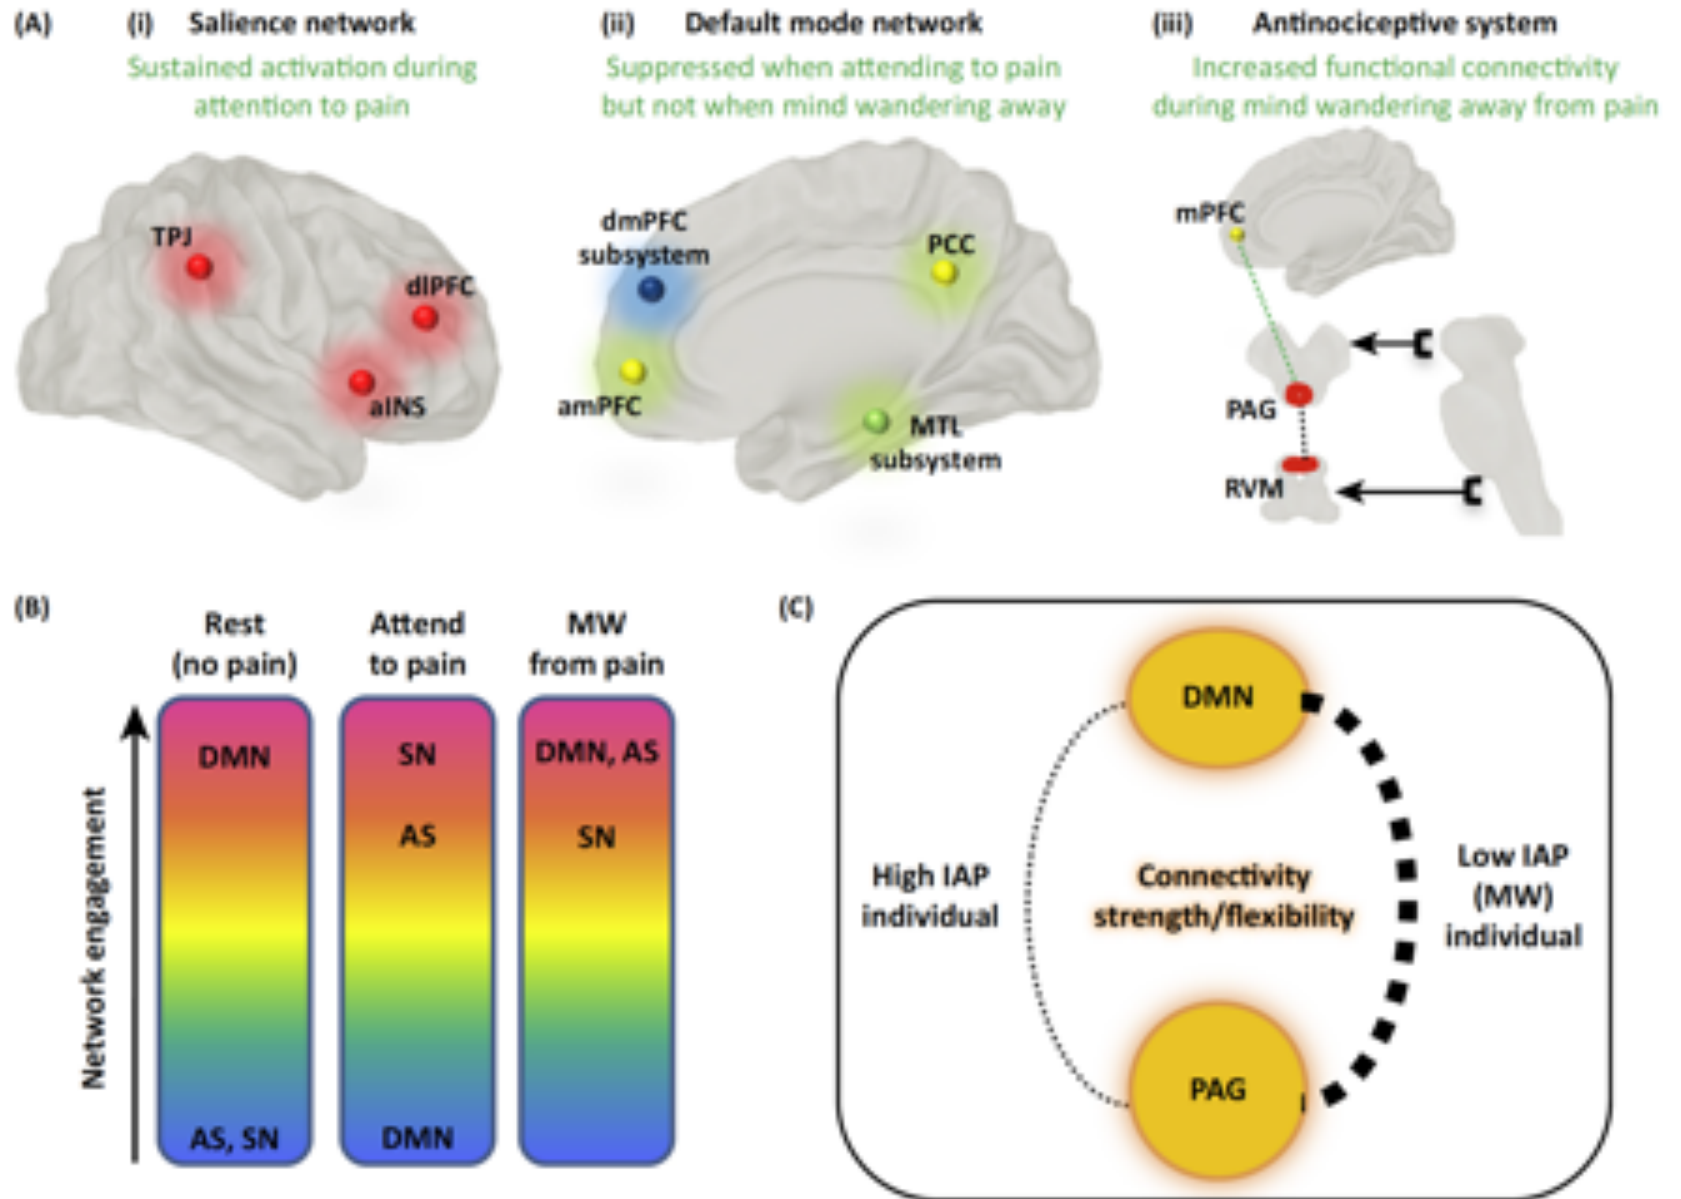 (A)
(i) Salience network
Sustained activation during
attention to pain
TPJ
dlPFC
aINS
(ii) Default mode network
Suppressed when attending to pain
but not when mind wandering away
dmPFC
subsystem
PCC
amPFC
MTL
subsystem
(iii) Antinociceptive system
Increased functional connectivity
during mind wandering away from pain
mPFC
PAG
RVM
(B)
Network engagement
Rest
(no pain)
DMN
AS, SN
Attend
to pain
SN
AS
DMN
MW
from pain
DMN, AS
SN
(C)
DMN
High IAP
individual
Connectivity
strength/flexibility
Low IAP
(MW)
individual
PAG